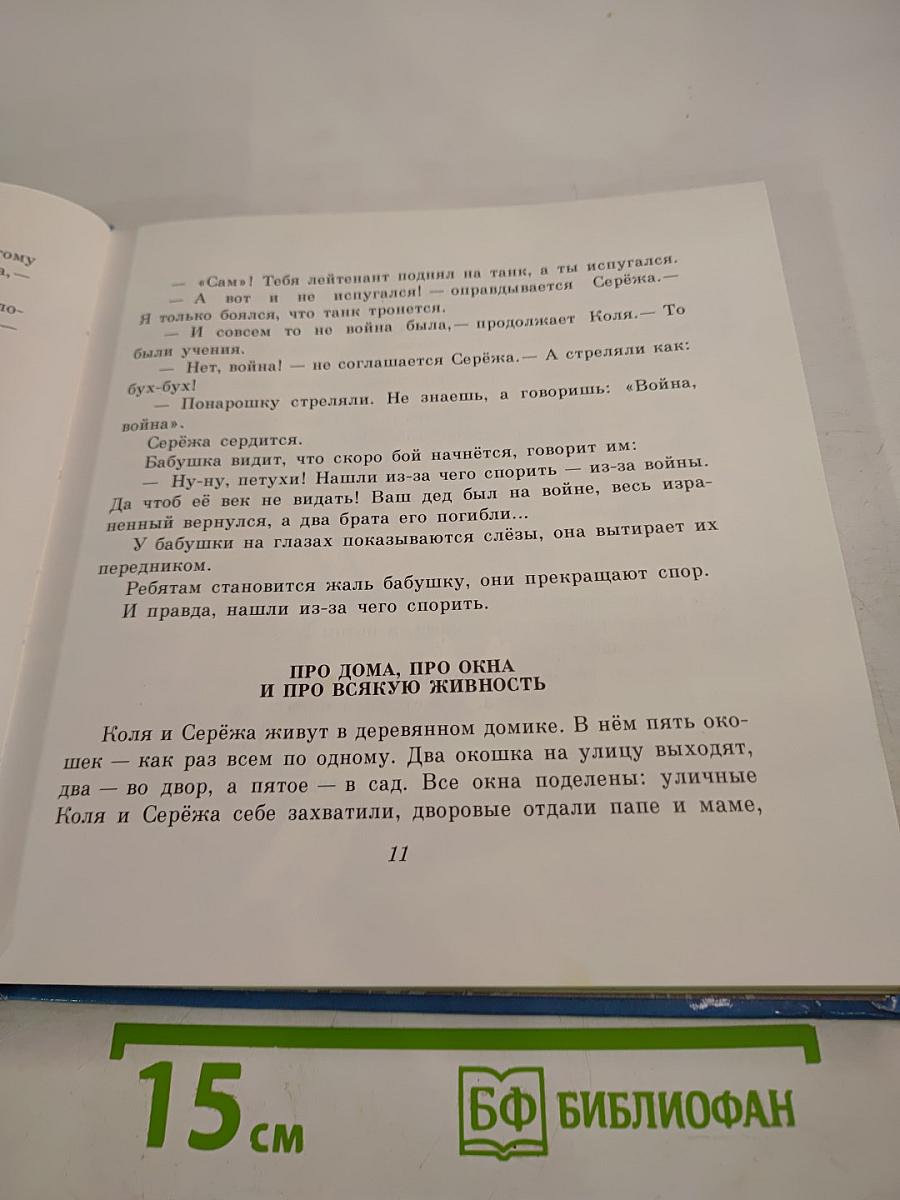 тому
а,—
по-
—
— «Сам»! Тебя лейтенант поднял на танк, а ты испугался.
— А вот и не испугался! — оправдывается Серёжа.—
Я только боялся, что танк тронется.
— И совсем то не война была,— продолжает Коля.— То
были учения.
— Нет, война! — не соглашается Серёжа.— А стреляли как:
бух-бух!
— Понарошку стреляли. Не знаешь, а говоришь: «Война,
война».
Серёжа сердится.
Бабушка видит, что скоро бой начнётся, говорит им:
— Ну-ну, петухи! Нашли из-за чего спорить — из-за войны.
Да чтоб её век не видать! Ваш дед был на войне, весь изра-
ненный вернулся, а два брата его погибли...
У бабушки на глазах показываются слёзы, она вытирает их
передником.
Ребятам становится жаль бабушку, они прекращают спор.
И правда, нашли из-за чего спорить.
ПРО ДОМА, ПРО ОКНА
И ПРО ВСЯКУЮ ЖИВНОСТЬ
Коля и Серёжа живут в деревянном домике. В нём пять око-
шек — как раз всем по одному. Два окошка на улицу выходят,
два — во двор, а пятое — в сад. Все окна поделены: уличные
Коля и Серёжа себе захватили, дворовые отдали папе и маме,
11
15 см
БФ БИБЛИОФАН